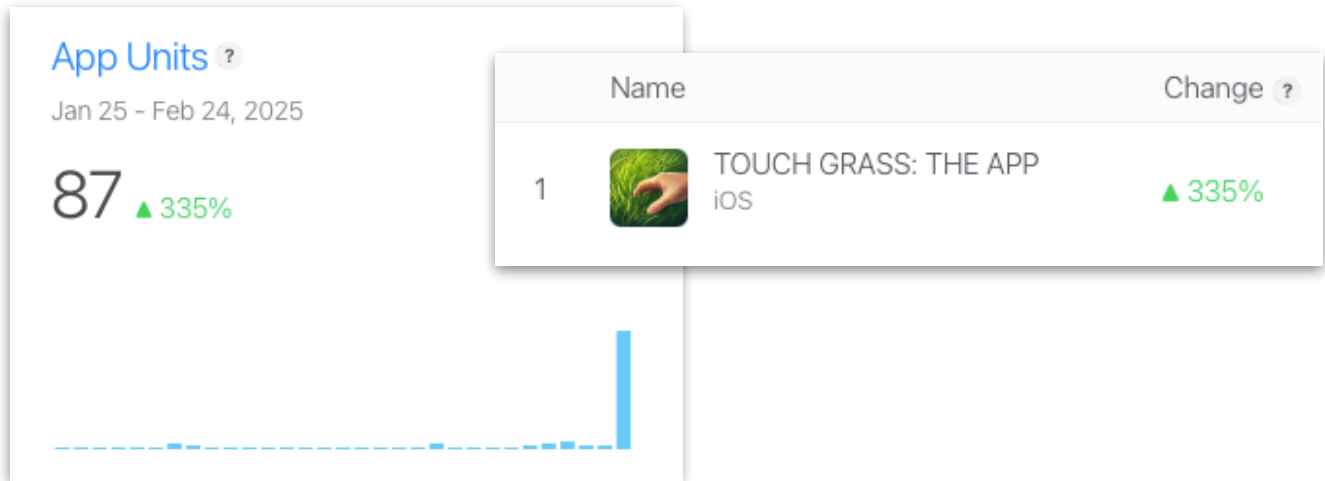 App Units ?
Jan 25 - Feb 24, 2025
87 ▲ 335%
Name Change ?
1 TOUCH GRASS: THE APP ▲ 335%
iOS